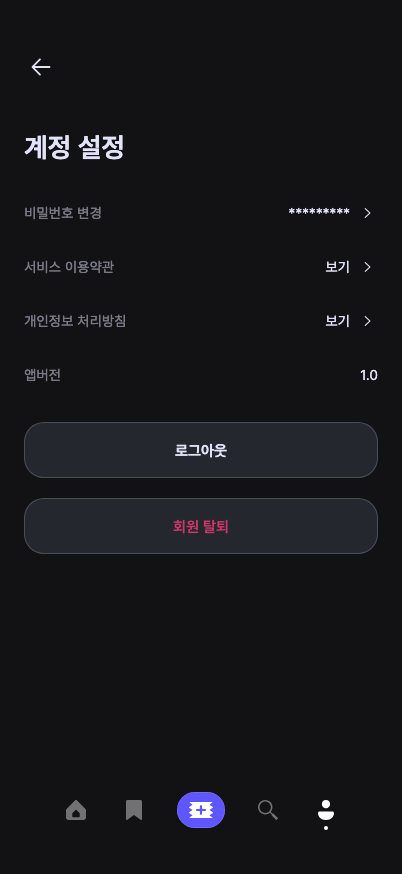 계정 설정
비밀번호 변경 *********
서비스 이용약관 보기
개인정보 처리방침 보기
앱버전 1.0
로그아웃
회원 탈퇴